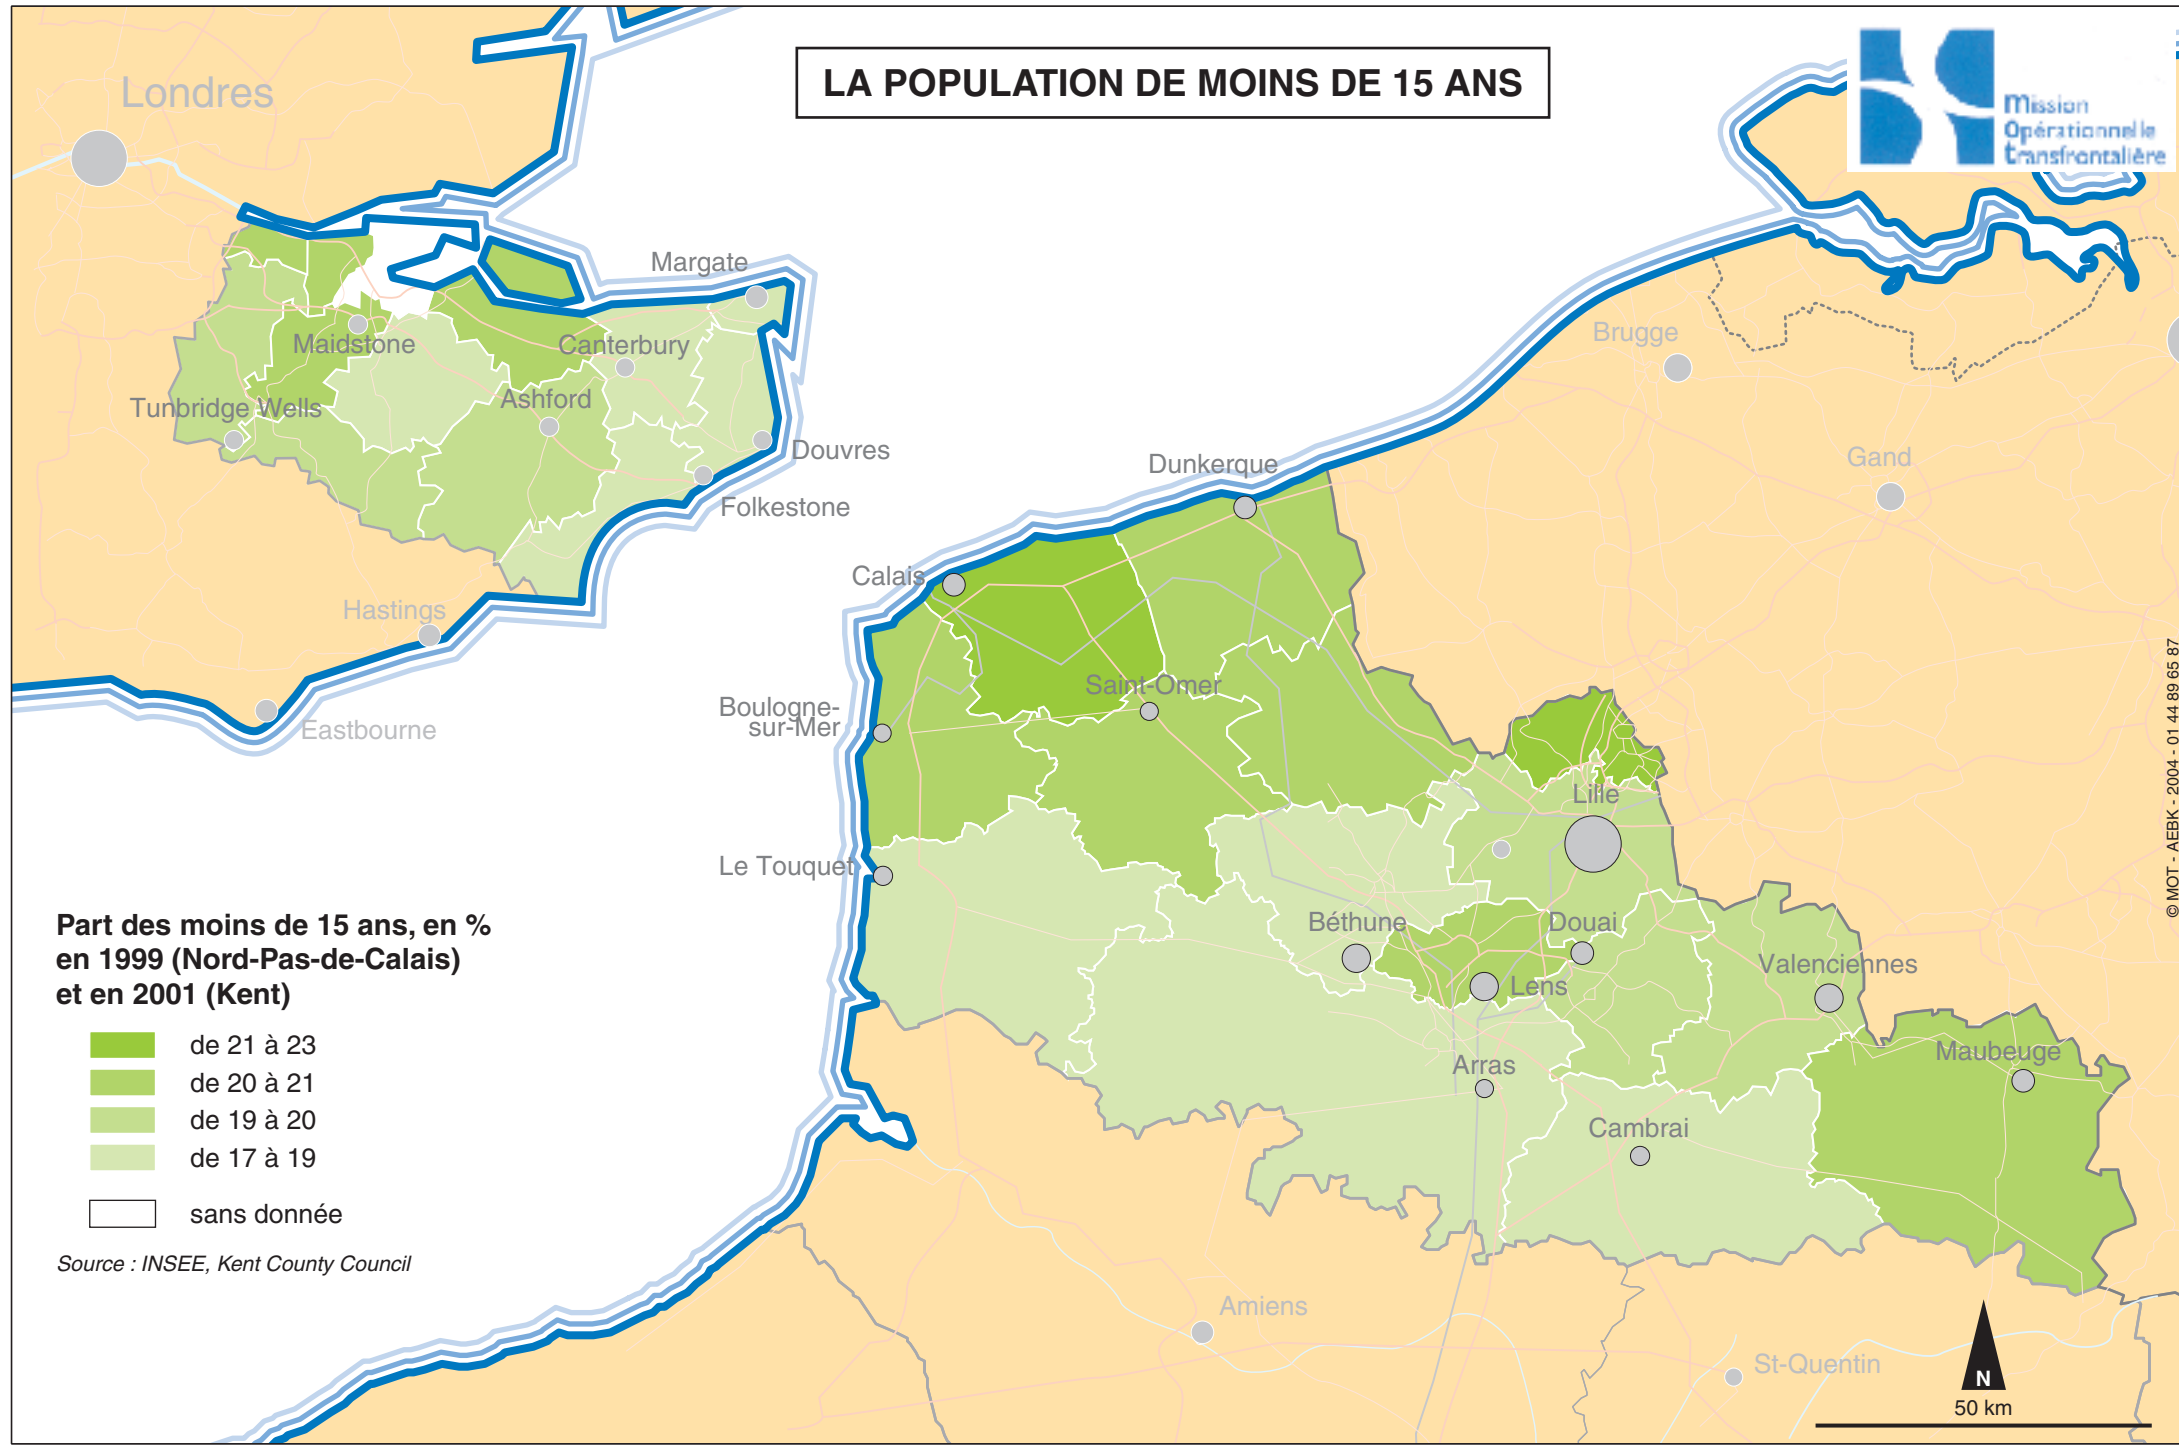 LA POPULATION DE MOINS DE 15 ANS
Mission
Opérationnelle
transfrontalière
Londres
Margate
Maidstone
Canterbury
Ashford
Tunbridge Wells
Douvres
Folkestone
Hastings
Eastbourne
Brugge
Gand
Dunkerque
Calais
Saint-Omer
Boulogne-
sur-Mer
Lille
Le Touquet
Béthune
Douai
Lens
Valenciennes
Arras
Maubeuge
Cambrai
Amiens
St-Quentin
Part des moins de 15 ans, en %
en 1999 (Nord-Pas-de-Calais)
et en 2001 (Kent)
de 21 à 23
de 20 à 21
de 19 à 20
de 17 à 19
sans donnée
Source : INSEE, Kent County Council
N
50 km
© MOT - AEBK - 2004 - 01 44 89 65 87